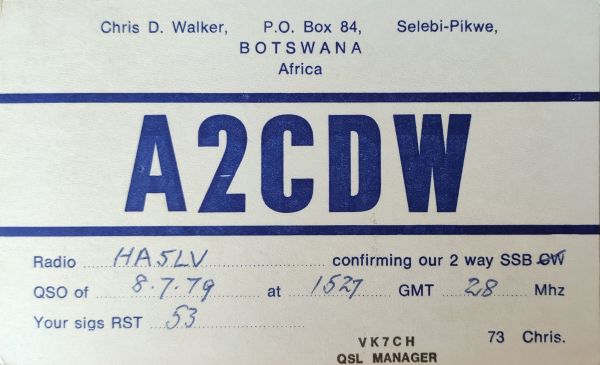 Chris D. Walker, P.O. Box 84, Selebi-Pikwe,
BOTSWANA
Africa
A2CDW
Radio HA5LV confirming our 2 way SSB CW
QSO of 8.7.79 at 1527 GMT 28 Mhz
Your sigs RST 53
73 Chris.
VK7CH
QSL MANAGER